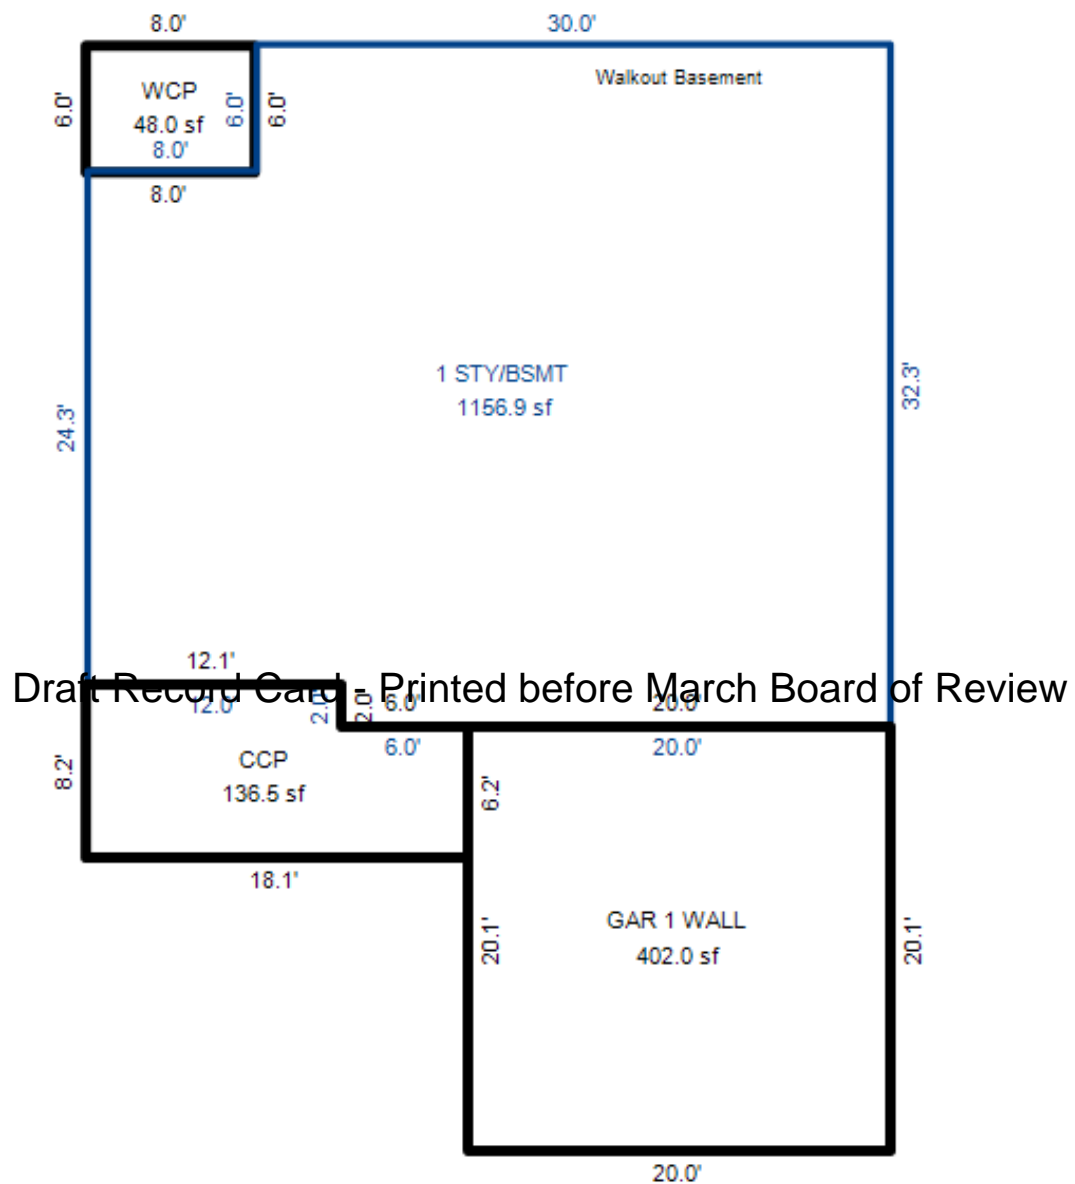 8.0'
30.0'
Walkout Basement
6.0'
WCP
48.0 sf
8.0'
6.0'
6.0'
8.0'
1 STY/BSMT
1156.9 sf
24.3'
32.3'
12.1'
Draft Record Card - Printed before March Board of Review
12.0'
2.0'
2.0'
6.0'
20.0'
6.0'
20.0'
8.2'
CCP
136.5 sf
6.2'
18.1'
GAR 1 WALL
402.0 sf
20.1'
20.1'
20.0'